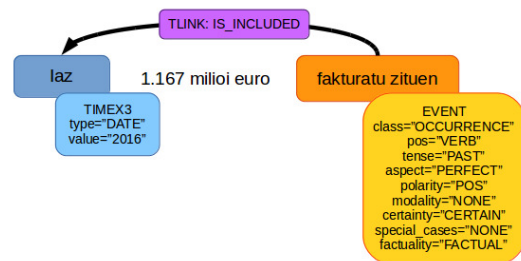 TLINK: IS_INCLUDED
Iaz 1.167 milioi euro fakturatu zituen
TIMEX3
type="DATE"
value="2016"
EVENT
class="OCCURRENCE"
pos="VERB"
tense="PAST"
aspect="PERFECT"
polarity="POS"
modality="NONE"
certainty="CERTAIN"
special_cases="NONE"
factuality="FACTUAL"